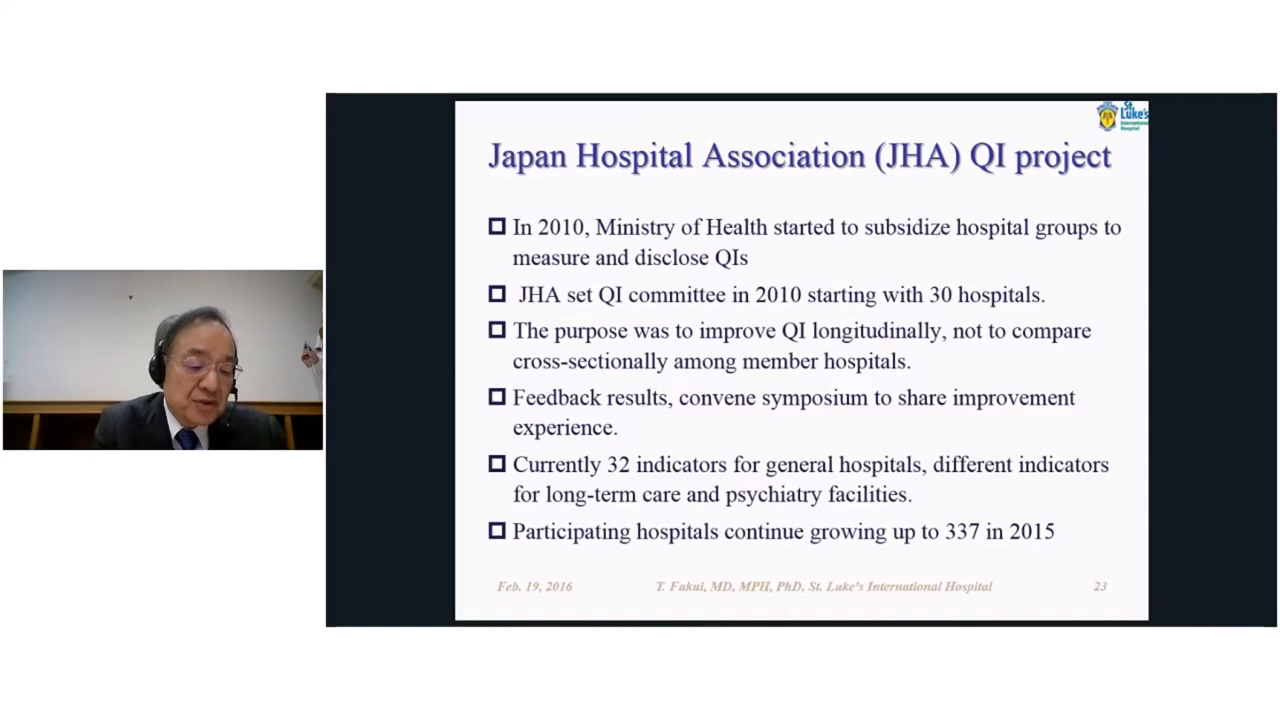 St.
Luke's
International
Hospital
Japan Hospital Association (JHA) QI project
In 2010, Ministry of Health started to subsidize hospital groups to
measure and disclose QIs
JHA set QI committee in 2010 starting with 30 hospitals.
The purpose was to improve QI longitudinally, not to compare
cross-sectionally among member hospitals.
Feedback results, convene symposium to share improvement
experience.
Currently 32 indicators for general hospitals, different indicators
for long-term care and psychiatry facilities.
Participating hospitals continue growing up to 337 in 2015
Feb. 19, 2016 T. Fukui, MD, MPH, PhD, St. Luke's International Hospital 23